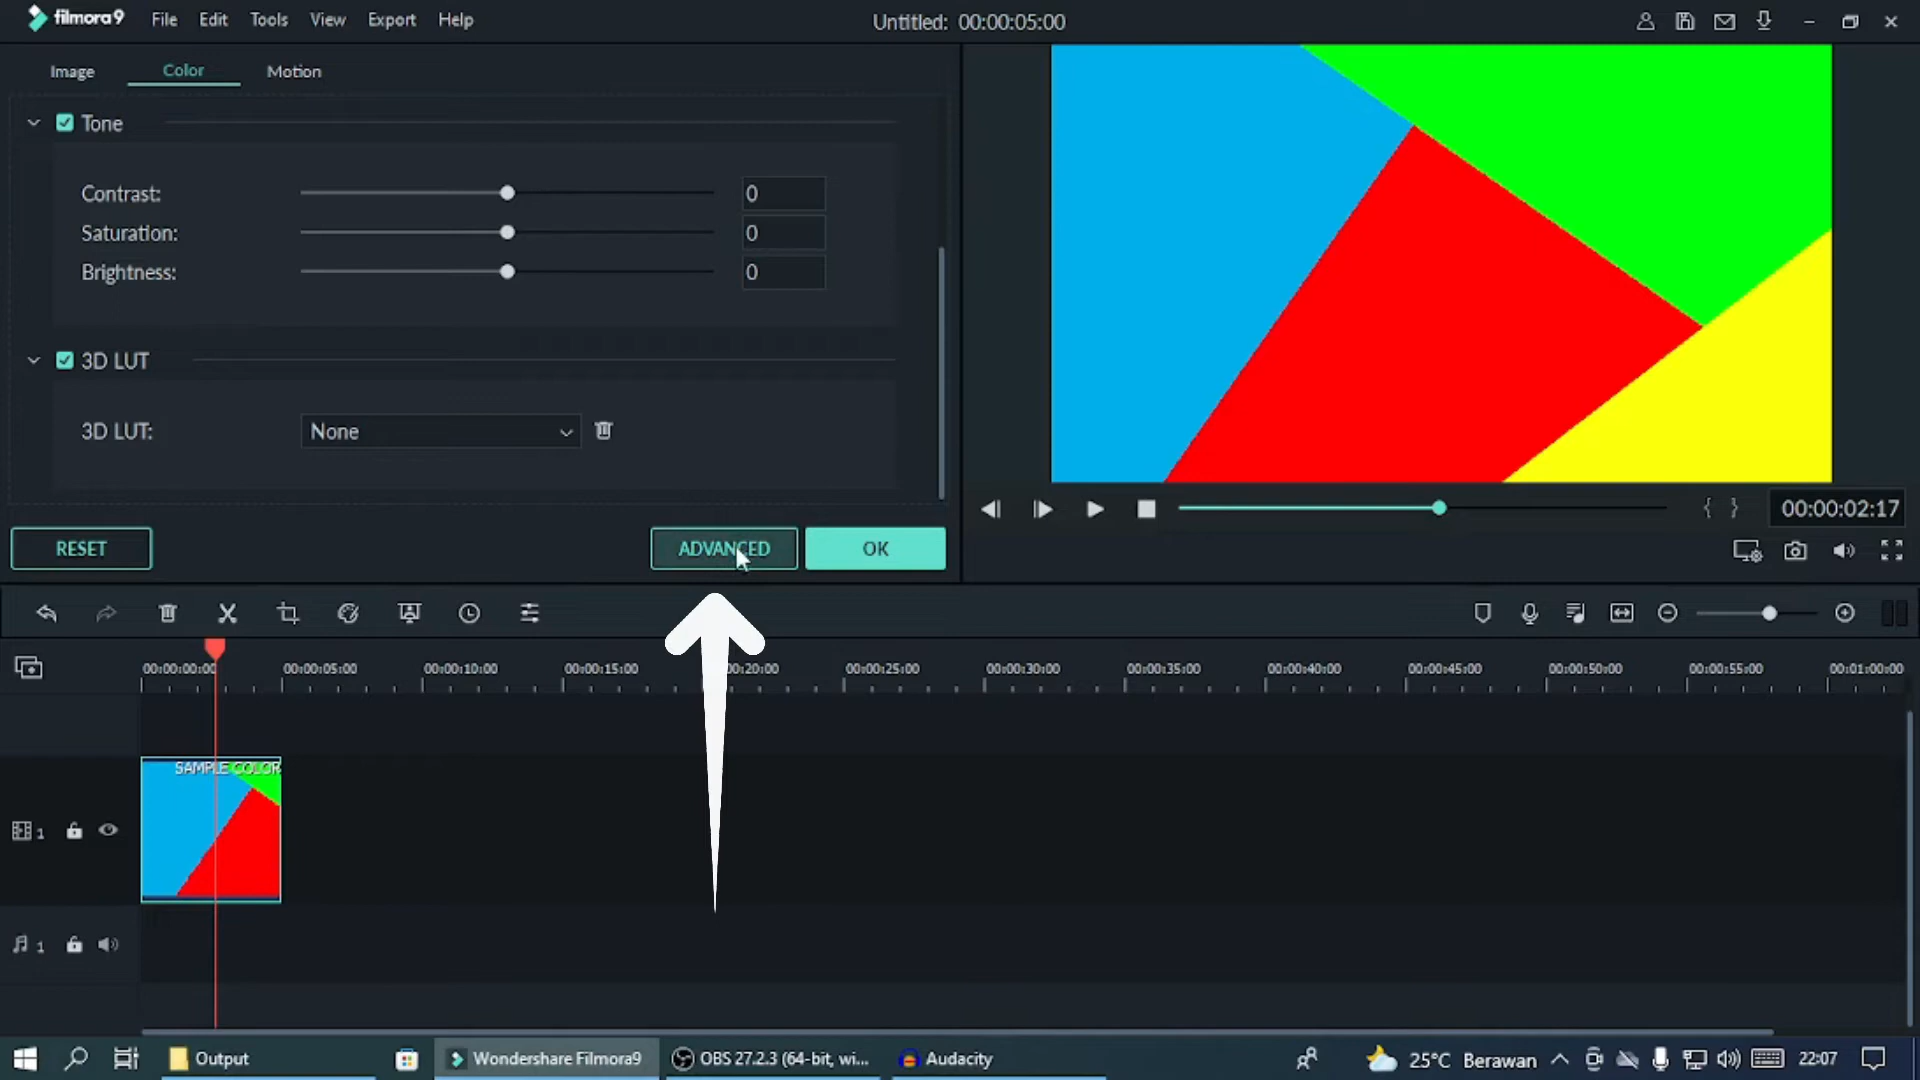 filmora9 File Edit Tools View Export Help Untitled: 00:00:05:00
Image Color Motion
Tone
Contrast: 0
Saturation: 0
Brightness: 0
3D LUT
3D LUT: None
RESET ADVANCED OK
{ } 00:00:02:17
00:00:00:00 00:00:05:00 00:00:10:00 00:00:15:00 :20:00 00:00:25:00 00:00:30:00 00:00:35:00 00:00:40:00 00:00:45:00 00:00:50:00 00:00:55:00 00:01:00:00
SAMPLE COLOR
1
1
Output Wondershare Filmora9 OBS 27.2.3 (64-bit, wi... Audacity 25°C Berawan 22:07